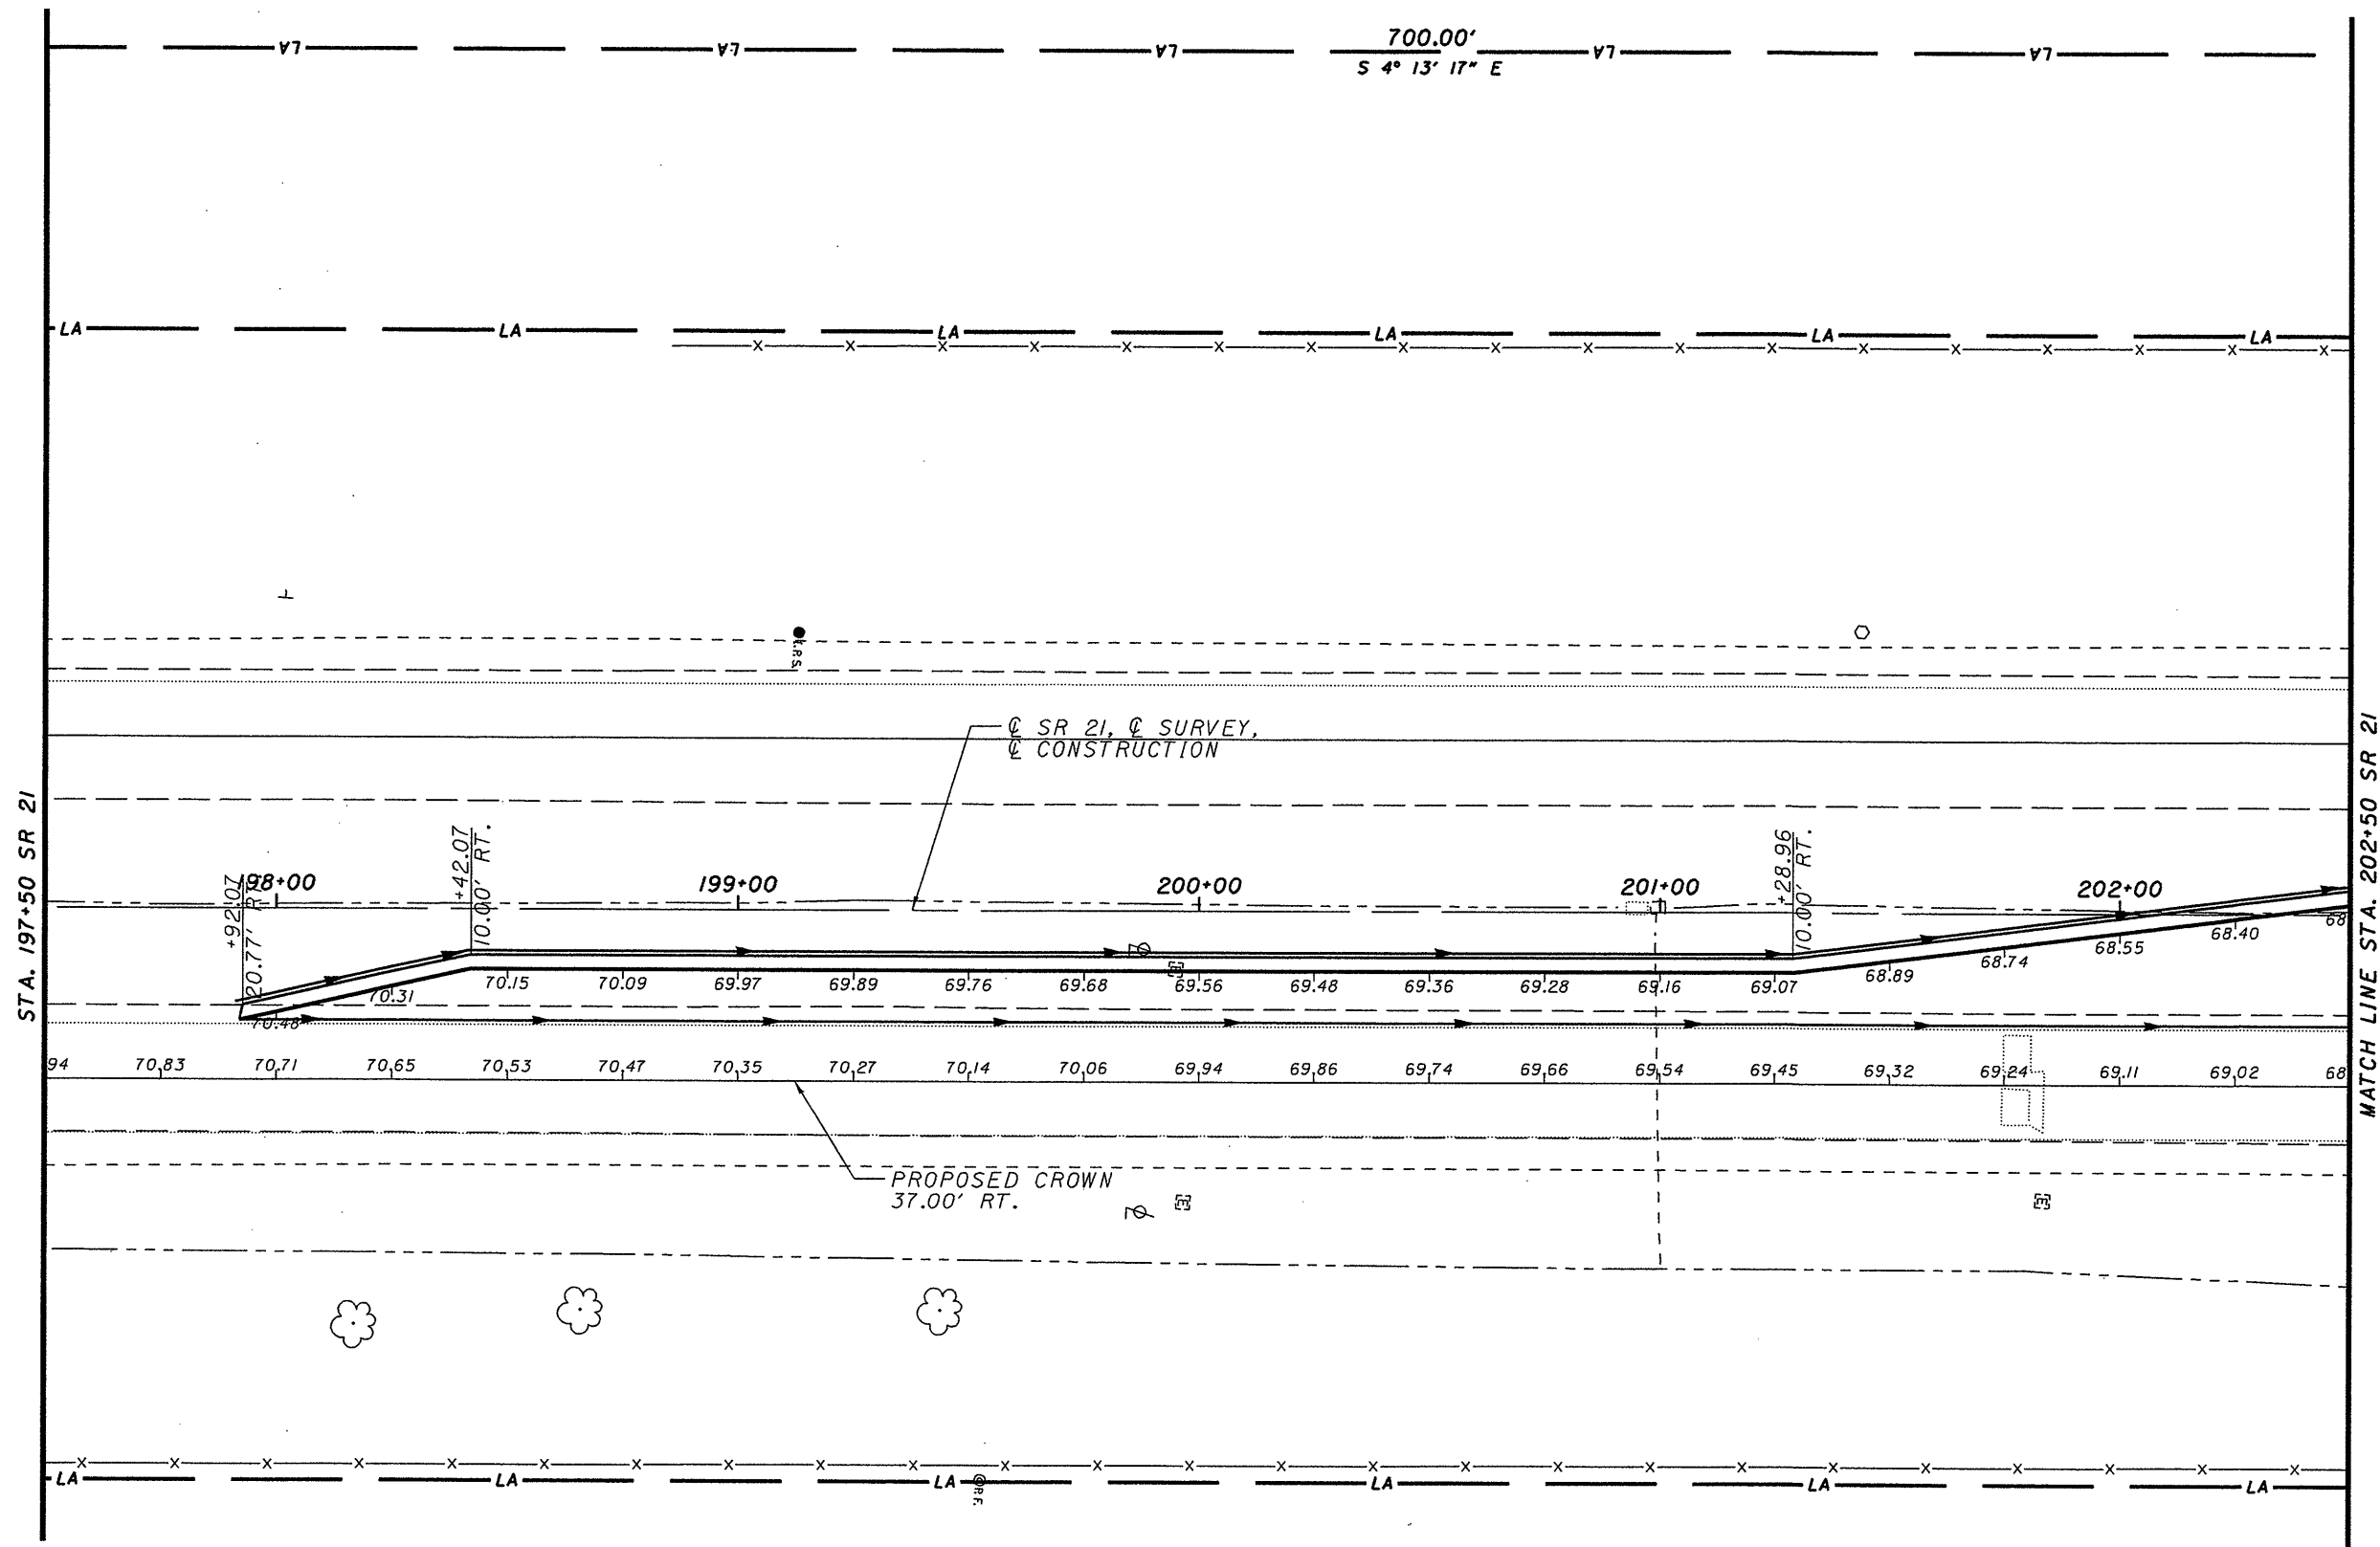 LA LA LA LA LA
700.00'
S 4° 13' 17" E
LA LA LA LA LA LA
I.R.S.
℄ SR 21, ℄ SURVEY,
℄ CONSTRUCTION
STA. 197+50 SR 21
MATCH LINE STA. 202+50 SR 21
+92.07
20.77' RT.
+42.07
10.00' RT.
+28.96
10.00' RT.
198+00 199+00 200+00 201+00 202+00
70.48 70.31 70.15 70.09 69.97 69.89 69.76 69.68 69.56 69.48 69.36 69.28 69.16 69.07 68.89 68.74 68.55 68.40 68
E
94 70.83 70.71 70.65 70.53 70.47 70.35 70.27 70.14 70.06 69.94 69.86 69.74 69.66 69.54 69.45 69.32 69.24 69.11 69.02 68
PROPOSED CROWN
37.00' RT.
E E
LA LA LA LA LA LA